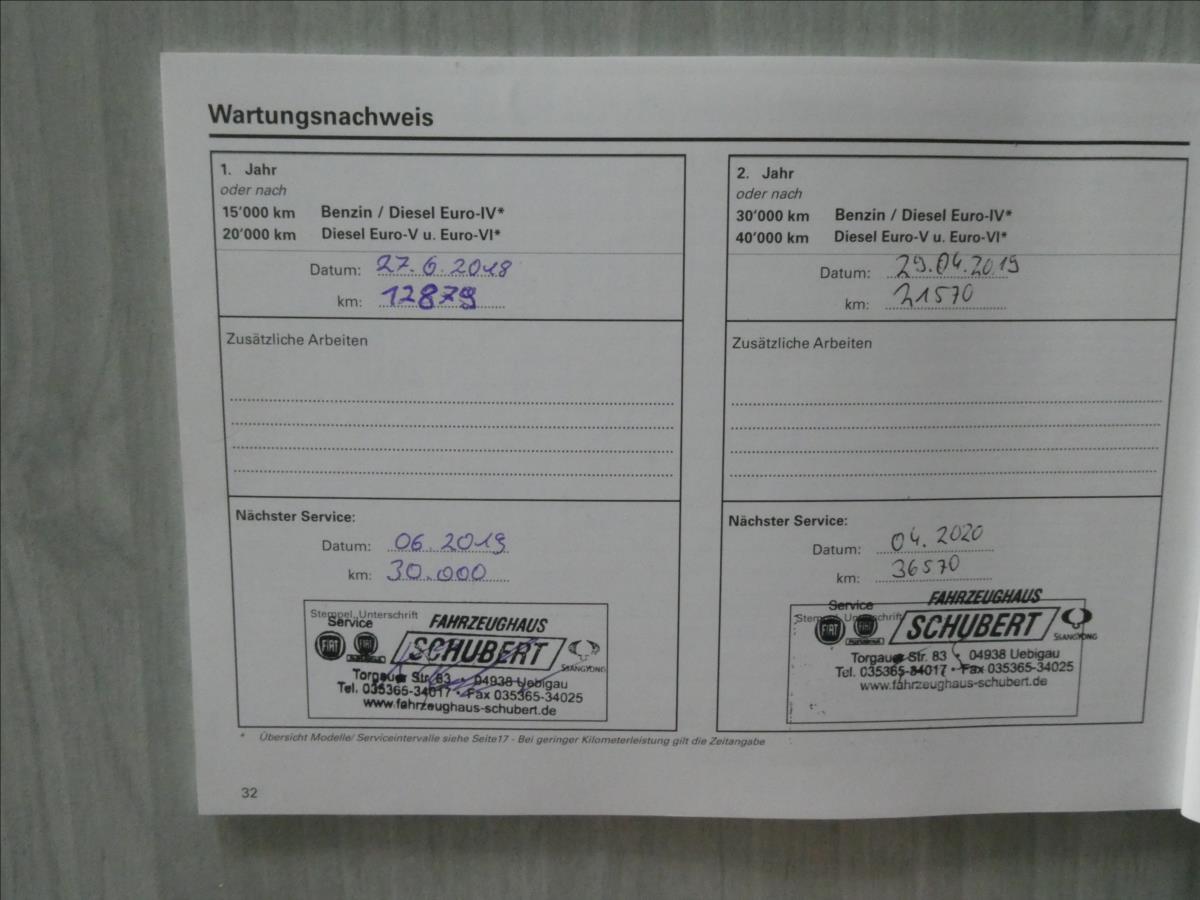 Wartungsnachweis
1. Jahr
oder nach
15'000 km Benzin / Diesel Euro-IV*
20'000 km Diesel Euro-V u. Euro-VI*
Datum: 27.6.2018
km: 12879
Zusätzliche Arbeiten
Nächster Service:
Datum: 06.2019
km: 30.000
Stempel, Unterschrift
Service
FIAT
FAHRZEUGHAUS
SCHUBERT
SSANGYONG
Torgauer Str. 83 • 04938 Uebigau
Tel. 035365-34017 • Fax 035365-34025
www.fahrzeughaus-schubert.de
2. Jahr
oder nach
30'000 km Benzin / Diesel Euro-IV*
40'000 km Diesel Euro-V u. Euro-VI*
Datum: 29.04.2019
km: 21570
Zusätzliche Arbeiten
Nächster Service:
Datum: 04.2020
km: 36570
Stempel, Unterschrift
Service
FIAT
FAHRZEUGHAUS
SCHUBERT
SSANGYONG
Torgauer Str. 83 • 04938 Uebigau
Tel. 035365-34017 • Fax 035365-34025
www.fahrzeughaus-schubert.de
* Übersicht Modelle/ Serviceintervalle siehe Seite17 - Bei geringer Kilometerleistung gilt die Zeitangabe
32